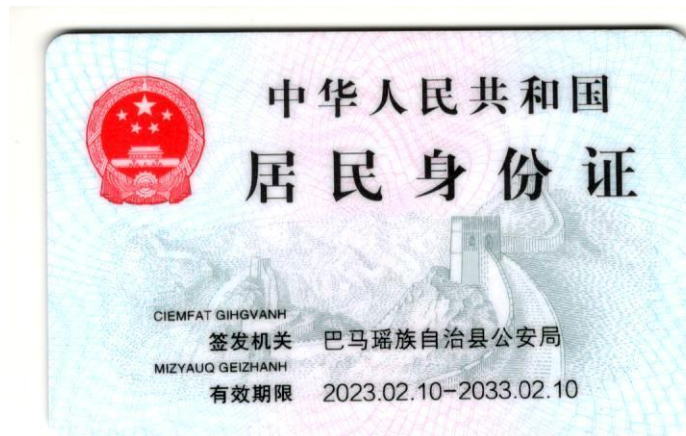 中华人民共和国
居民身份证
CIEMFAT GIHGVANH
签发机关 巴马瑶族自治县公安局
MIZYAUQ GEIZHANH
有效期限 2023.02.10-2033.02.10